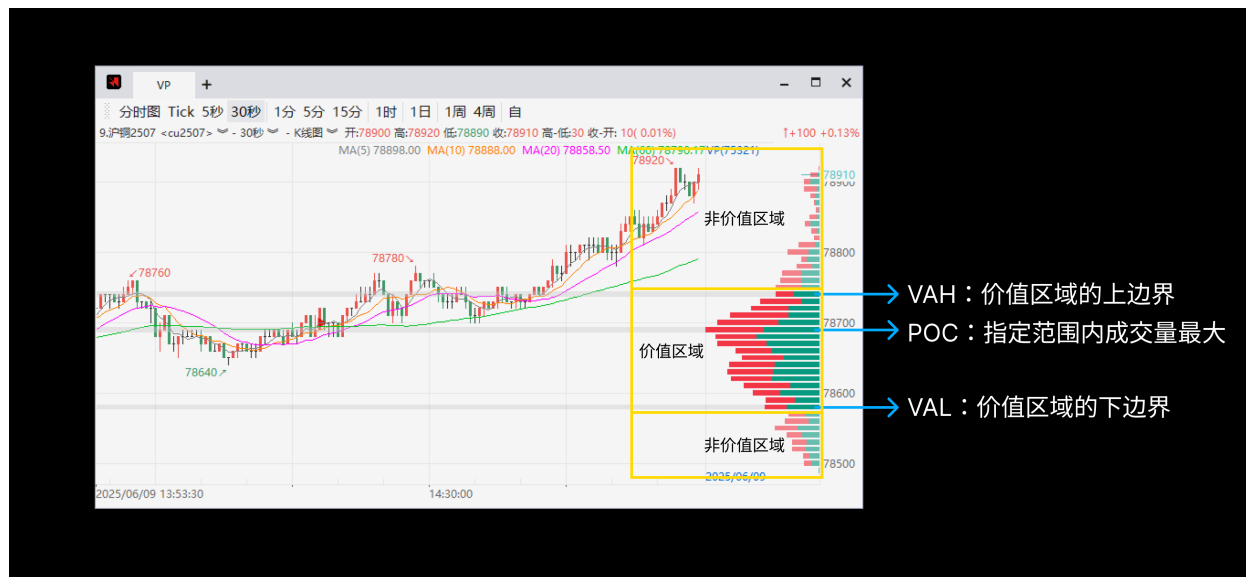 VP +
分时图 Tick 5秒 30秒 1分 5分 15分 1时 1日 1周 4周 自
9.沪铜2507 <cu2507> - 30秒 - K线图 开:78900 高:78920 低:78890 收:78910 高-低:30 收-开: 10( 0.01%) ↑+100 +0.13%
MA(5) 78898.00 MA(10) 78888.00 MA(20) 78858.50 MA(60) 78790.17 VP(75321)
78920↘
78910
78900
非价值区域
78800
78780↘
↙78760
VAH：价值区域的上边界
78700
POC：指定范围内成交量最大
价值区域
78640↗
78600
VAL：价值区域的下边界
非价值区域
78500
2025/06/09
2025/06/09 13:53:30 14:30:00